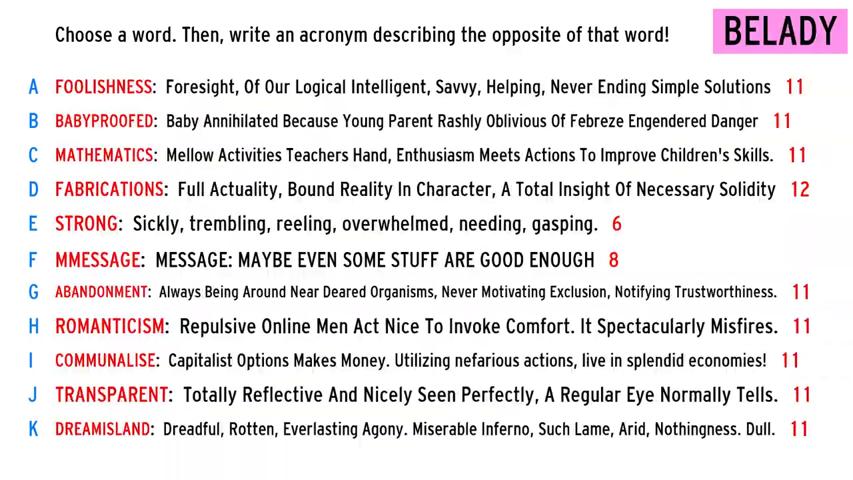 Choose a word. Then, write an acronym describing the opposite of that word!
BELADY
A FOOLISHNESS: Foresight, Of Our Logical Intelligent, Savvy, Helping, Never Ending Simple Solutions 11
B BABYPROOFED: Baby Annihilated Because Young Parent Rashly Oblivious Of Febreze Engendered Danger 11
C MATHEMATICS: Mellow Activities Teachers Hand, Enthusiasm Meets Actions To Improve Children's Skills. 11
D FABRICATIONS: Full Actuality, Bound Reality In Character, A Total Insight Of Necessary Solidity 12
E STRONG: Sickly, trembling, reeling, overwhelmed, needing, gasping. 6
F MMESSAGE: MESSAGE: MAYBE EVEN SOME STUFF ARE GOOD ENOUGH 8
G ABANDONMENT: Always Being Around Near Deared Organisms, Never Motivating Exclusion, Notifying Trustworthiness. 11
H ROMANTICISM: Repulsive Online Men Act Nice To Invoke Comfort. It Spectacularly Misfires. 11
I COMMUNALISE: Capitalist Options Makes Money. Utilizing nefarious actions, live in splendid economies! 11
J TRANSPARENT: Totally Reflective And Nicely Seen Perfectly, A Regular Eye Normally Tells. 11
K DREAMISLAND: Dreadful, Rotten, Everlasting Agony. Miserable Inferno, Such Lame, Arid, Nothingness. Dull. 11